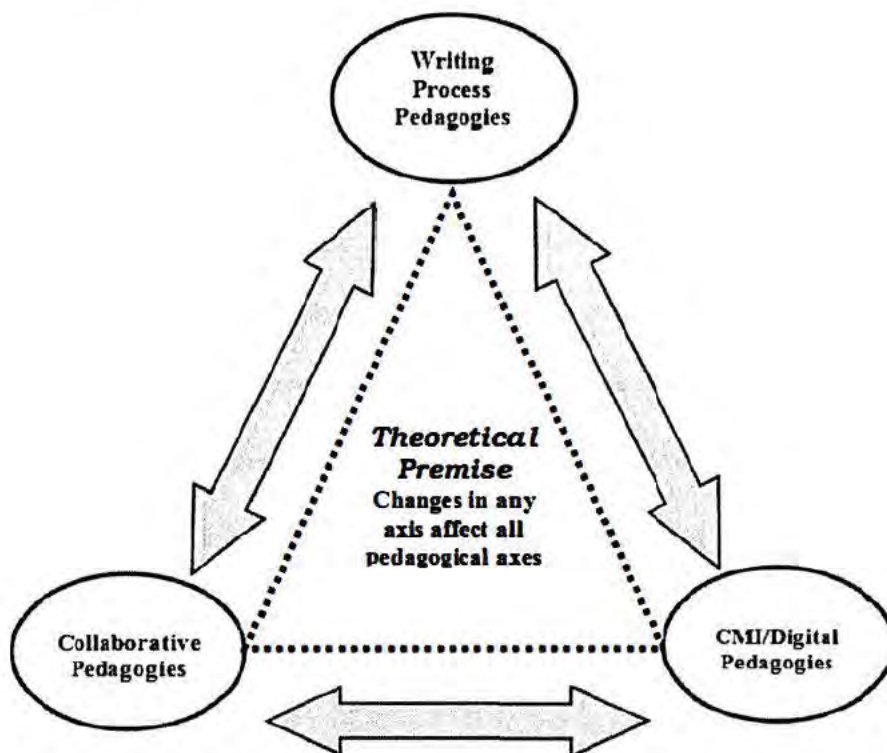 Writing
Process
Pedagogies
Theoretical
Premise
Changes in any
axis affect all
pedagogical axes
Collaborative
Pedagogies
CMI/Digital
Pedagogies